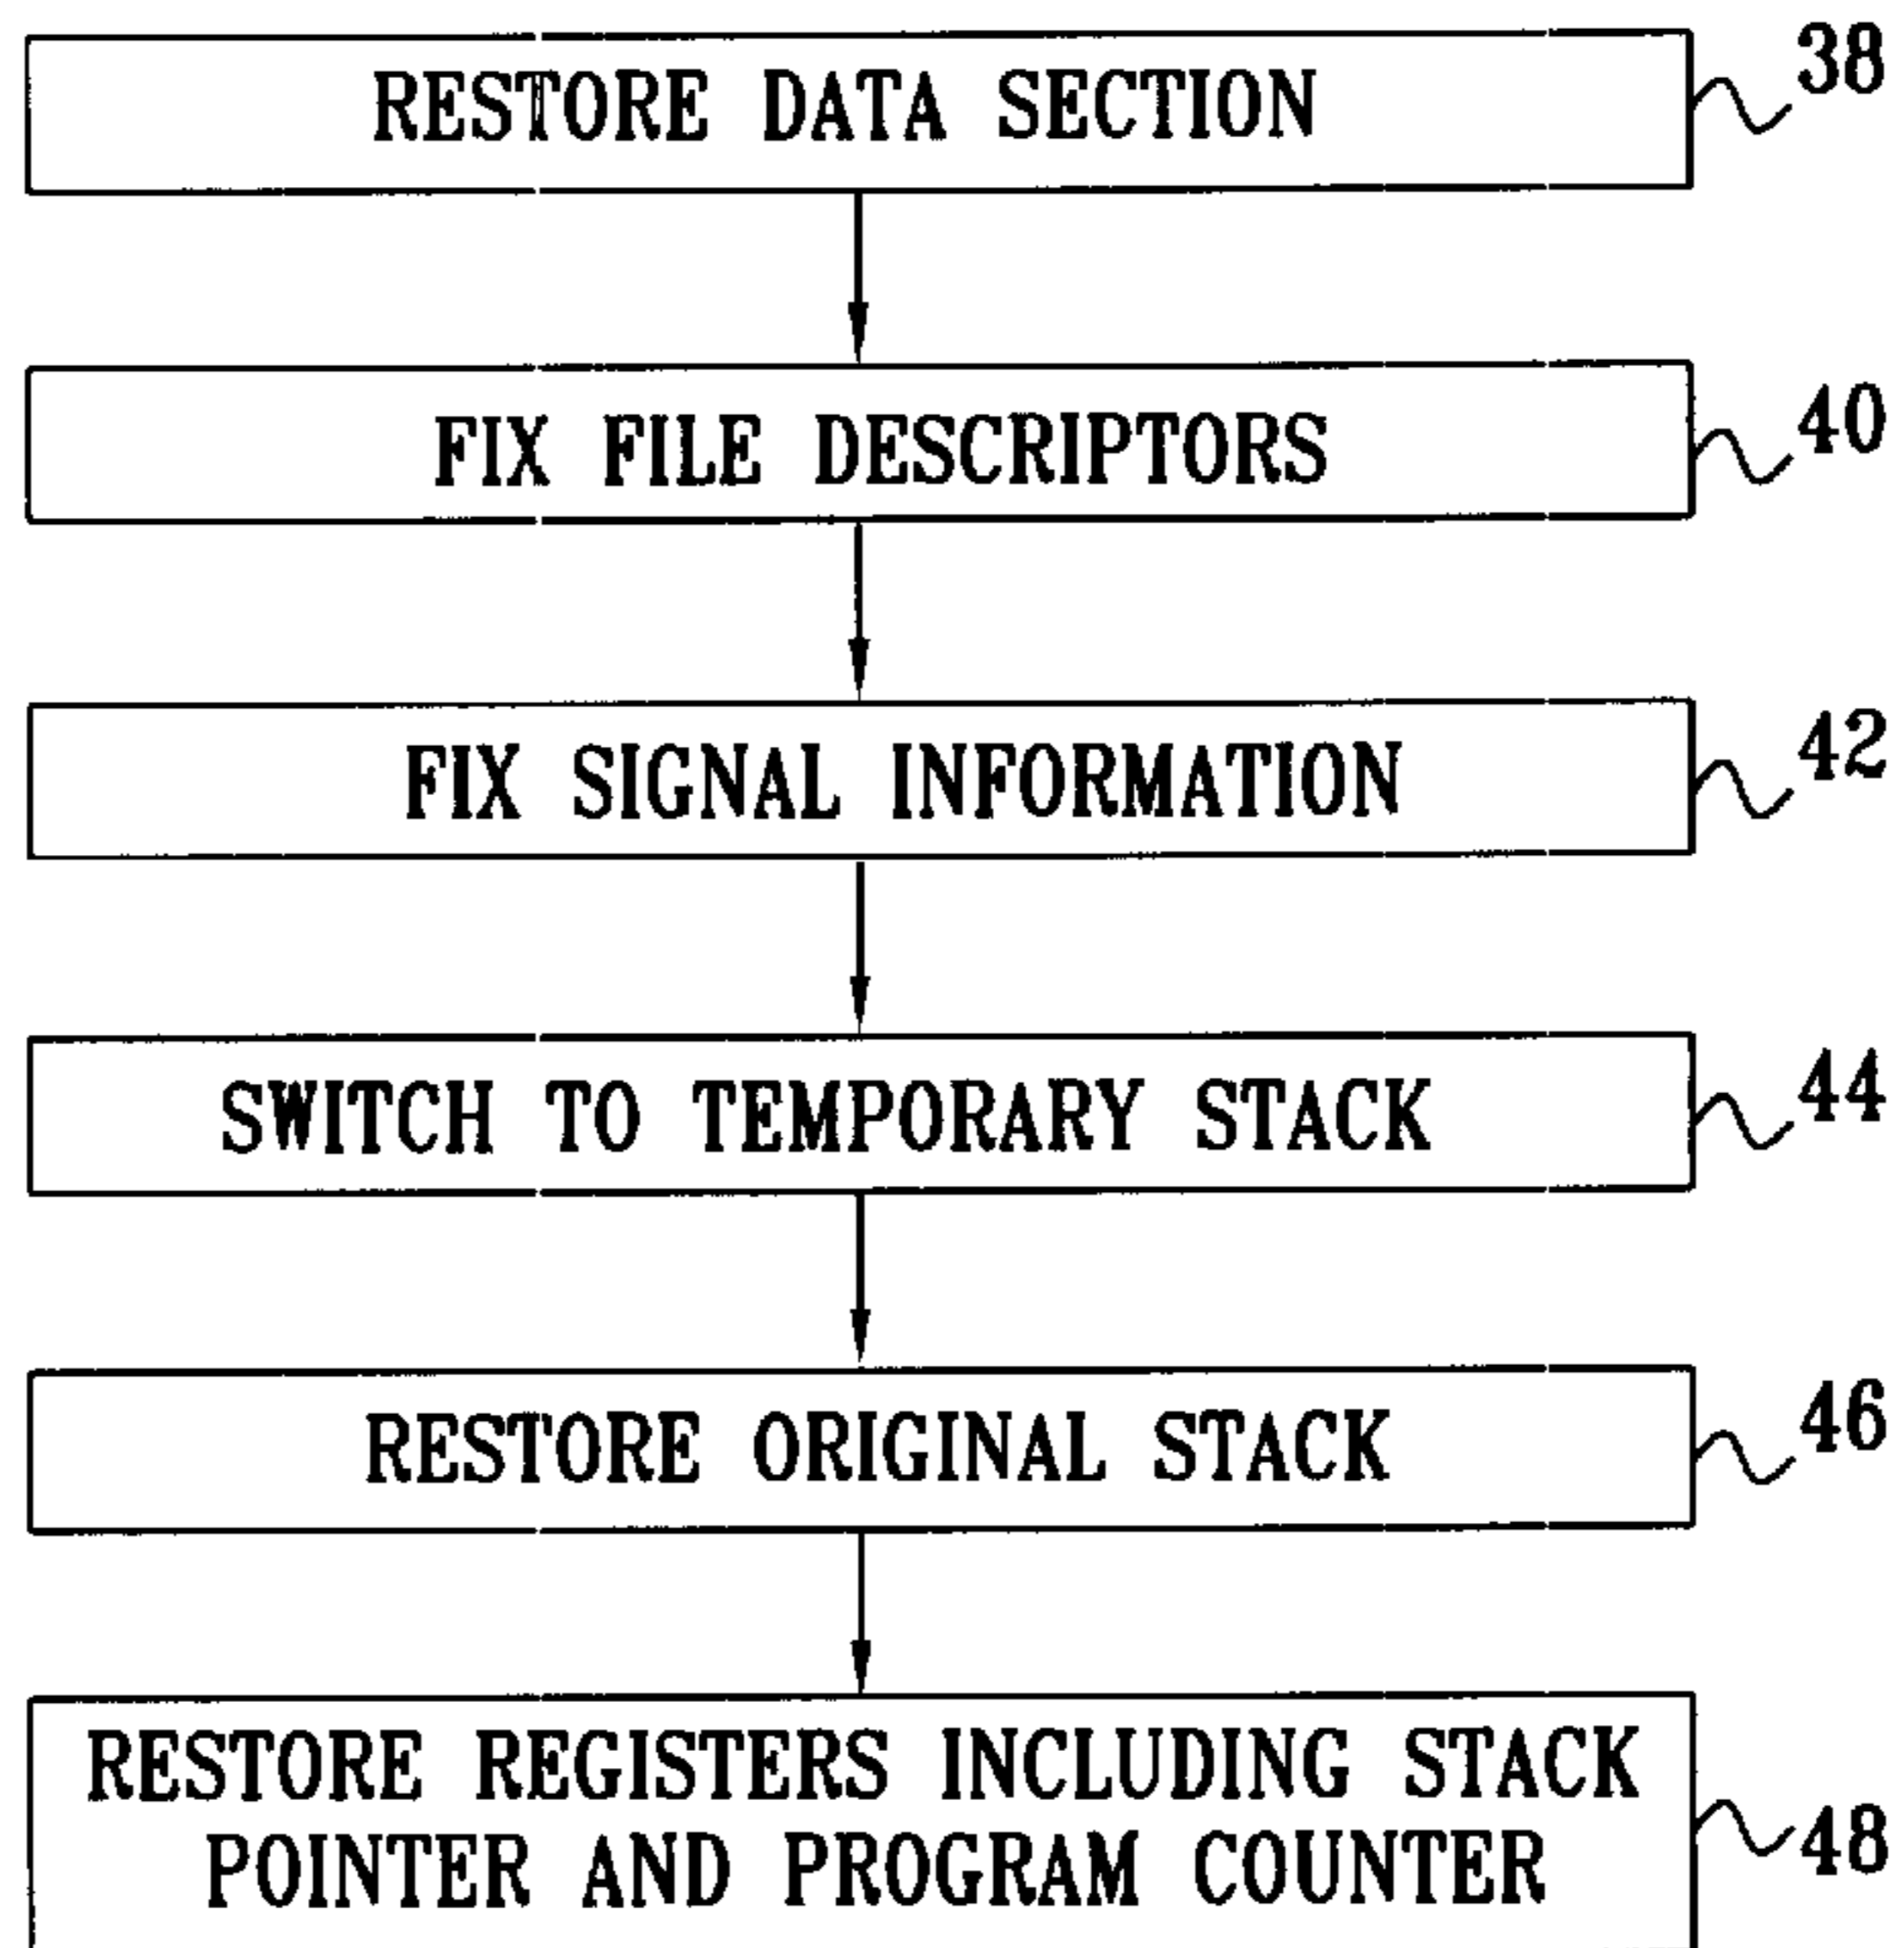 RESTORE DATA SECTION
38
FIX FILE DESCRIPTORS
40
FIX SIGNAL INFORMATION
42
SWITCH TO TEMPORARY STACK
44
RESTORE ORIGINAL STACK
46
RESTORE REGISTERS INCLUDING STACK
POINTER AND PROGRAM COUNTER
48